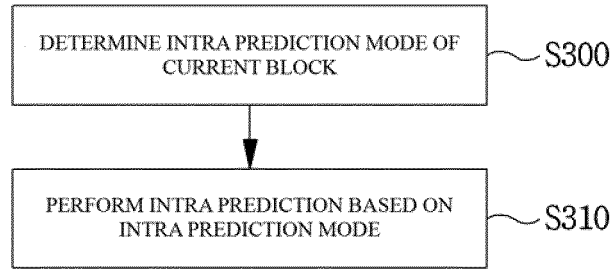 DETERMINE INTRA PREDICTION MODE OF
CURRENT BLOCK
S300
PERFORM INTRA PREDICTION BASED ON
INTRA PREDICTION MODE
S310